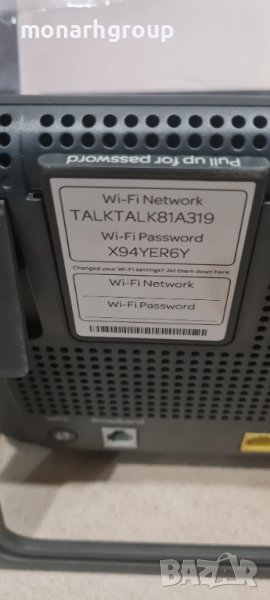 monarhgroup
Pull up for password
Wi-Fi Network
TALKTALK81A319
Wi-Fi Password
X94YER6Y
Changed your Wi-Fi settings? Jot them down here.
Wi-Fi Network
Wi-Fi Password
BAZAR.bg